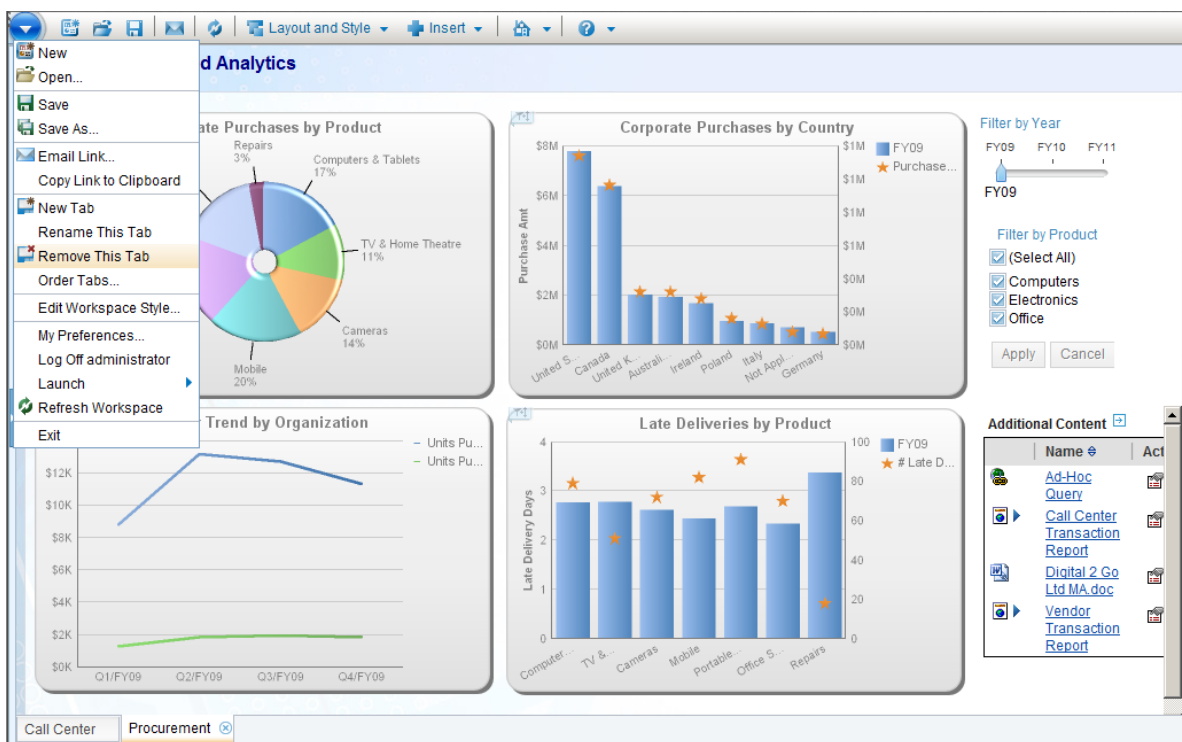 Layout and Style
Insert
New
Open...
Save
Save As...
Email Link...
Copy Link to Clipboard
New Tab
Rename This Tab
Remove This Tab
Order Tabs...
Edit Workspace Style...
My Preferences...
Log Off administrator
Launch
Refresh Workspace
Exit
d Analytics
ate Purchases by Product
Repairs
3%
Computers & Tablets
17%
TV & Home Theatre
11%
Cameras
14%
Mobile
20%
Corporate Purchases by Country
Purchase Amt
$8M
$6M
$4M
$2M
$0M
$1M
$1M
$1M
$1M
$0M
$0M
$0M
United S...
Canada
United K...
Australi...
Ireland
Poland
Italy
Not Appl...
Germany
FY09
Purchase...
Filter by Year
FY09 FY10 FY11
FY09
Filter by Product
(Select All)
Computers
Electronics
Office
Apply Cancel
Trend by Organization
Units Pu...
Units Pu...
$12K
$10K
$8K
$6K
$4K
$2K
$0K
Q1/FY09 Q2/FY09 Q3/FY09 Q4/FY09
Late Deliveries by Product
Late Delivery Days
4
3
2
1
0
100
80
60
40
20
0
Computer...
TV &...
Cameras
Mobile
Portable...
Office S...
Repairs
FY09
# Late D...
Additional Content
Name Act
Ad-Hoc
Query
Call Center
Transaction
Report
Digital 2 Go
Ltd MA.doc
Vendor
Transaction
Report
Call Center
Procurement